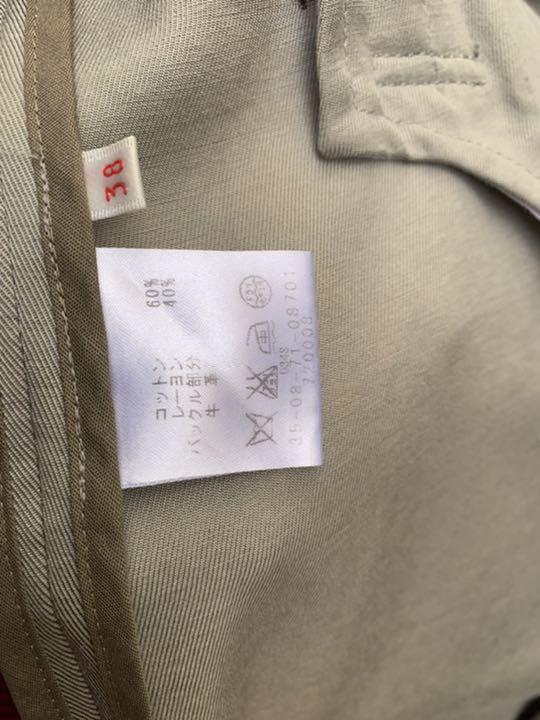 38
コットン 60%
レーヨン 40%
バックル部分
牛 革
35-08-71-08701